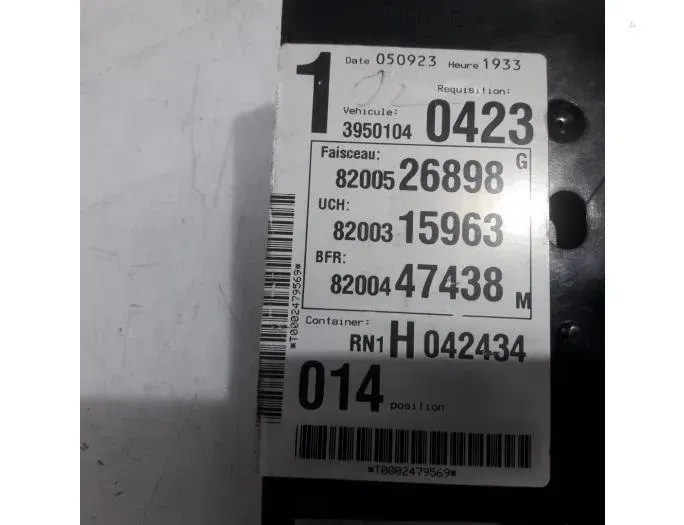 1
Date 050923 Heure 1933
Requisition:
Vehicule:
3950104 0423
Faisceau: G
82005 26898
UCH:
82003 15963
BFR:
82004 47438 M
Container:
RN1 H 042434
014 position
*T0002479569*
*T0002479569*